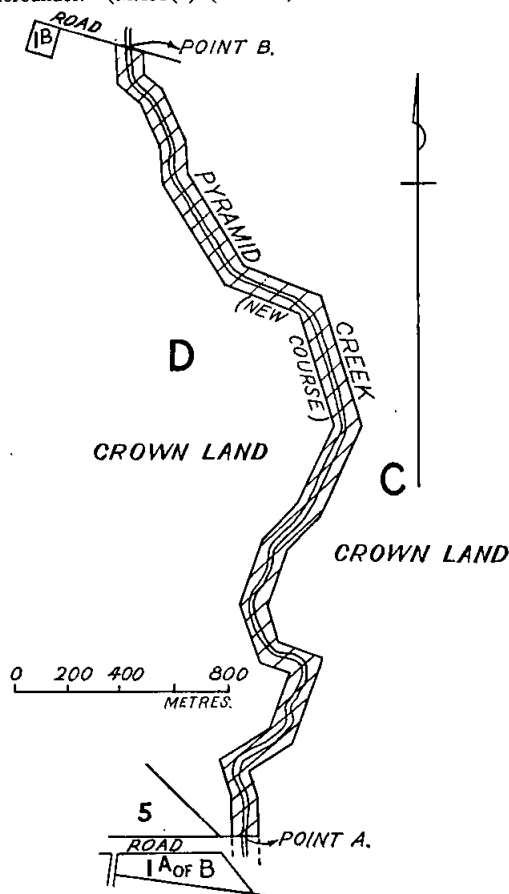 ROAD
1B
POINT B.
PYRAMID
(NEW
COURSE)
CREEK
D
CROWN LAND
C
CROWN LAND
0 200 400 800
METRES.
5
ROAD
POINT A.
1A OF B